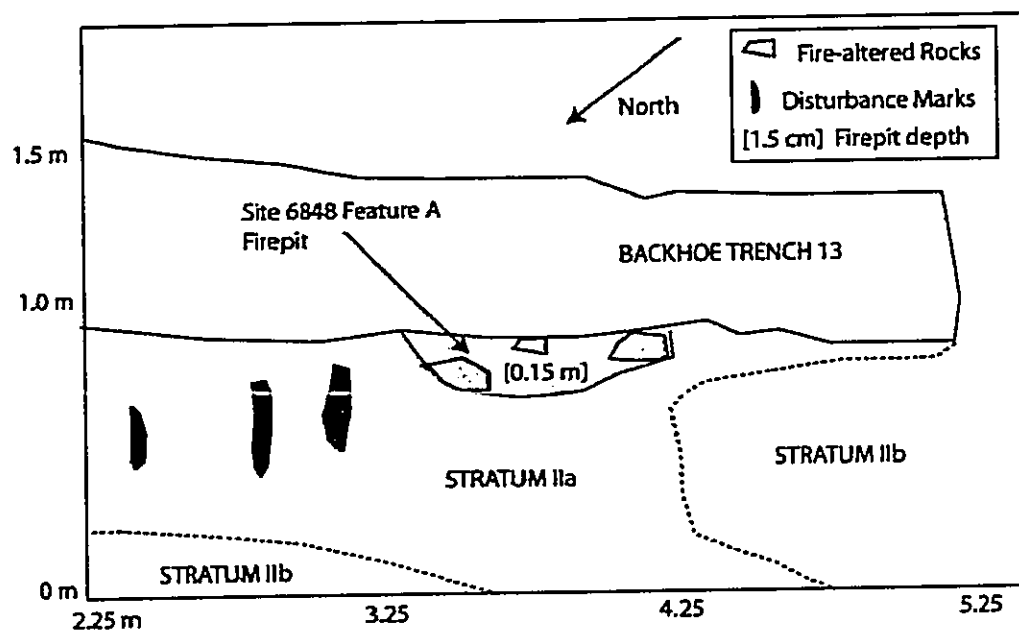 Fire-altered Rocks
Disturbance Marks
[1.5 cm] Firepit depth
North
1.5 m
Site 6848 Feature A
Firepit
BACKHOE TRENCH 13
1.0 m
[0.15 m]
STRATUM IIa
STRATUM IIb
STRATUM IIb
0 m
2.25 m
3.25
4.25
5.25